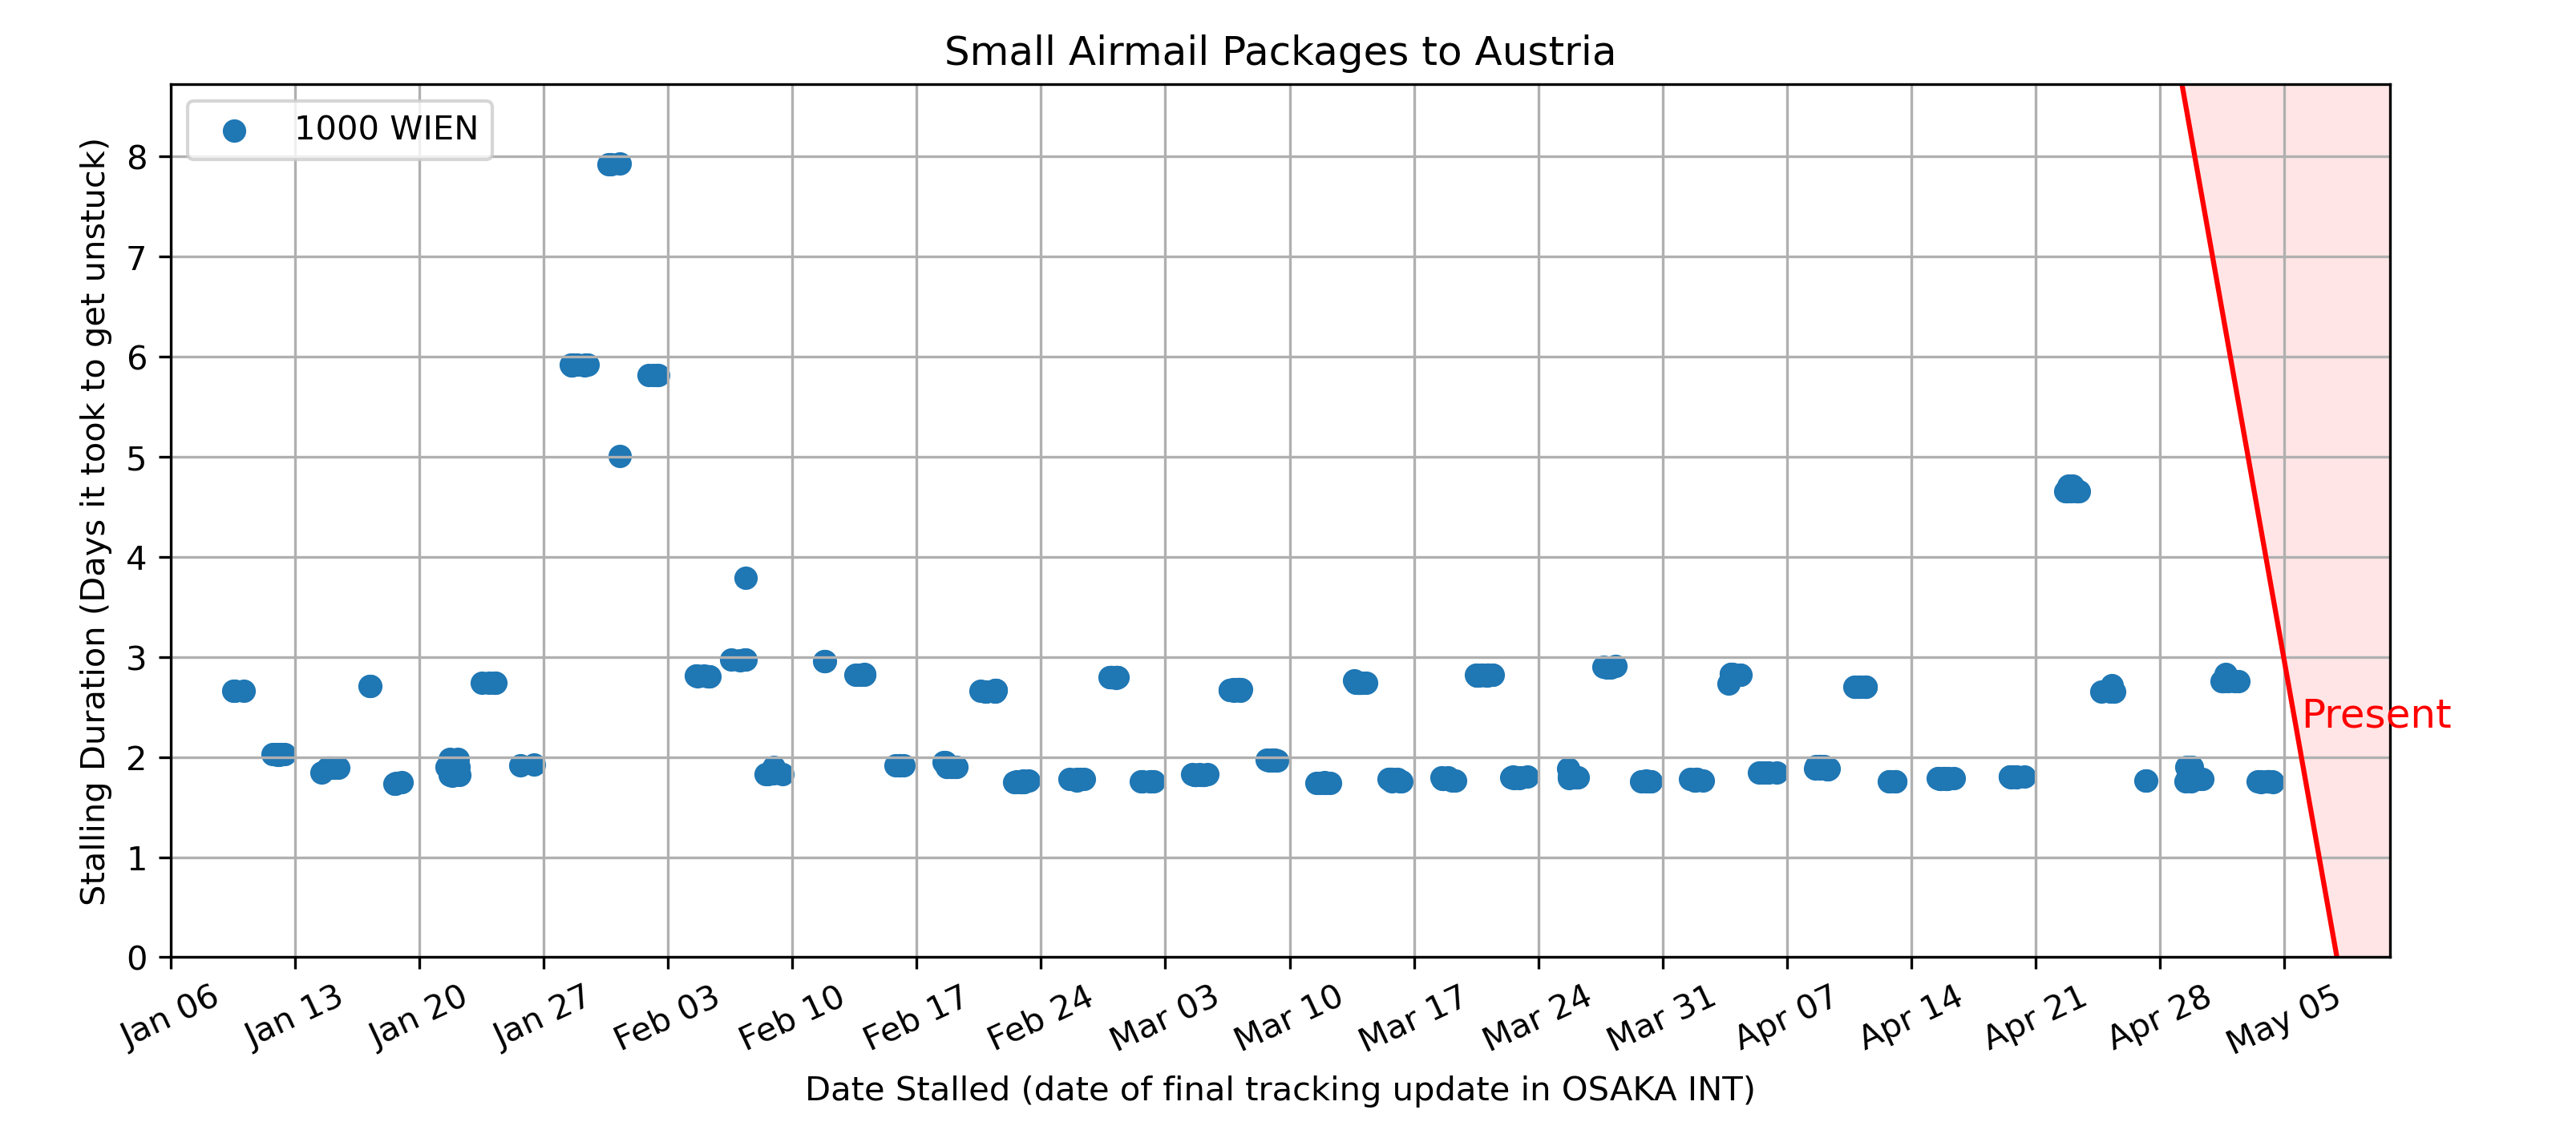 Small Airmail Packages to Austria
1000 WIEN
Stalling Duration (Days it took to get unstuck)
8
7
6
5
4
3
2
1
0
Present
Jan 06
Jan 13
Jan 20
Jan 27
Feb 03
Feb 10
Feb 17
Feb 24
Mar 03
Mar 10
Mar 17
Mar 24
Mar 31
Apr 07
Apr 14
Apr 21
Apr 28
May 05
Date Stalled (date of final tracking update in OSAKA INT)